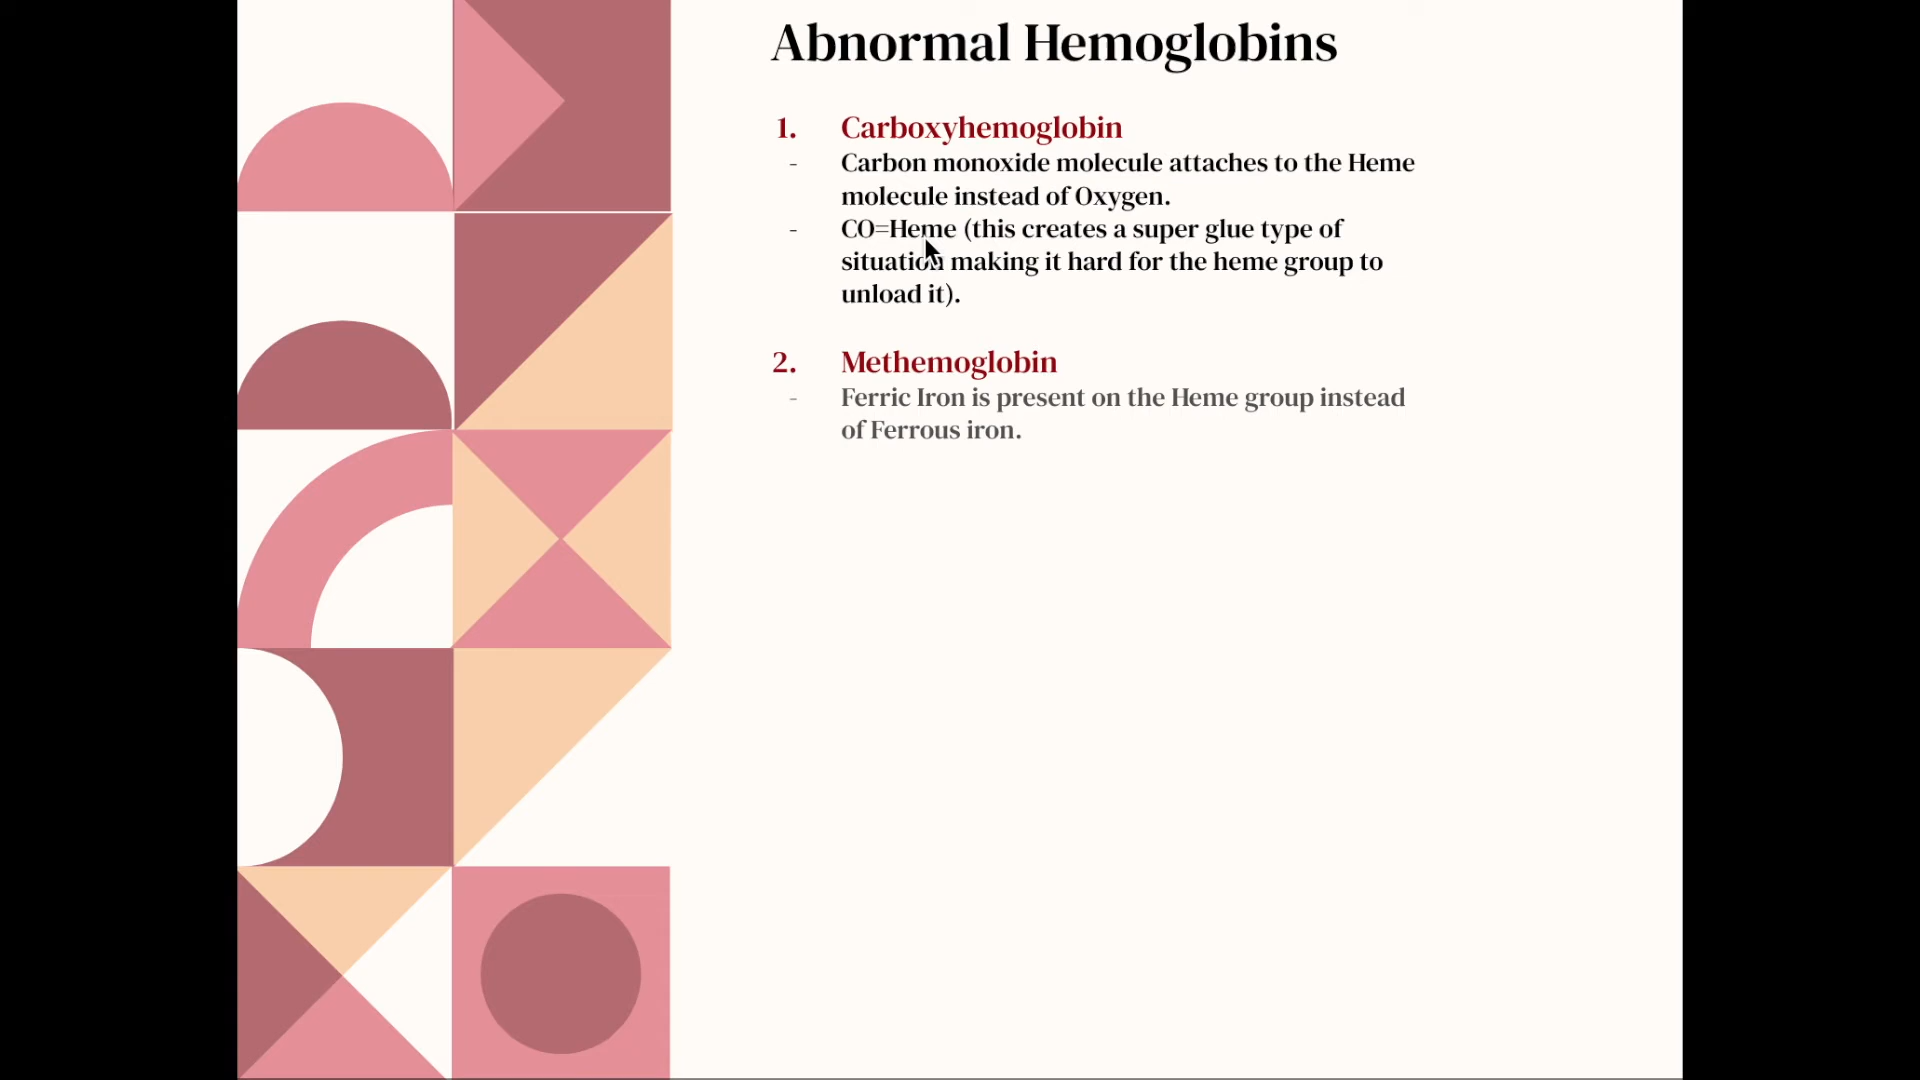 Abnormal Hemoglobins
1. Carboxyhemoglobin
- Carbon monoxide molecule attaches to the Heme
molecule instead of Oxygen.
- CO=Heme (this creates a super glue type of
situation making it hard for the heme group to
unload it).
2. Methemoglobin
- Ferric Iron is present on the Heme group instead
of Ferrous iron.